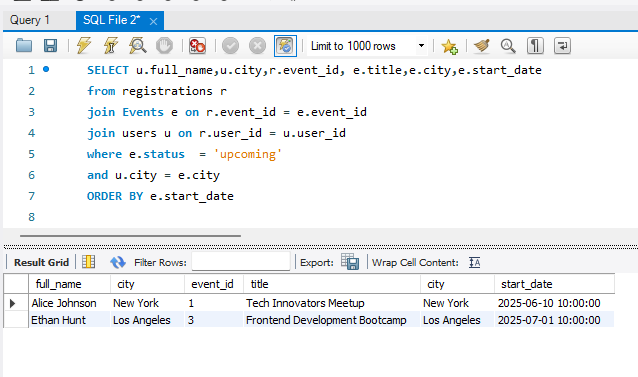 Query 1 SQL File 2* ×
Limit to 1000 rows
1 SELECT u.full_name,u.city,r.event_id, e.title,e.city,e.start_date
2 from registrations r
3 join Events e on r.event_id = e.event_id
4 join users u on r.user_id = u.user_id
5 where e.status  = 'upcoming'
6 and u.city = e.city
7 ORDER BY e.start_date
8
Result Grid Filter Rows: Export: Wrap Cell Content:
full_name city event_id title city start_date
Alice Johnson New York 1 Tech Innovators Meetup New York 2025-06-10 10:00:00
Ethan Hunt Los Angeles 3 Frontend Development Bootcamp Los Angeles 2025-07-01 10:00:00